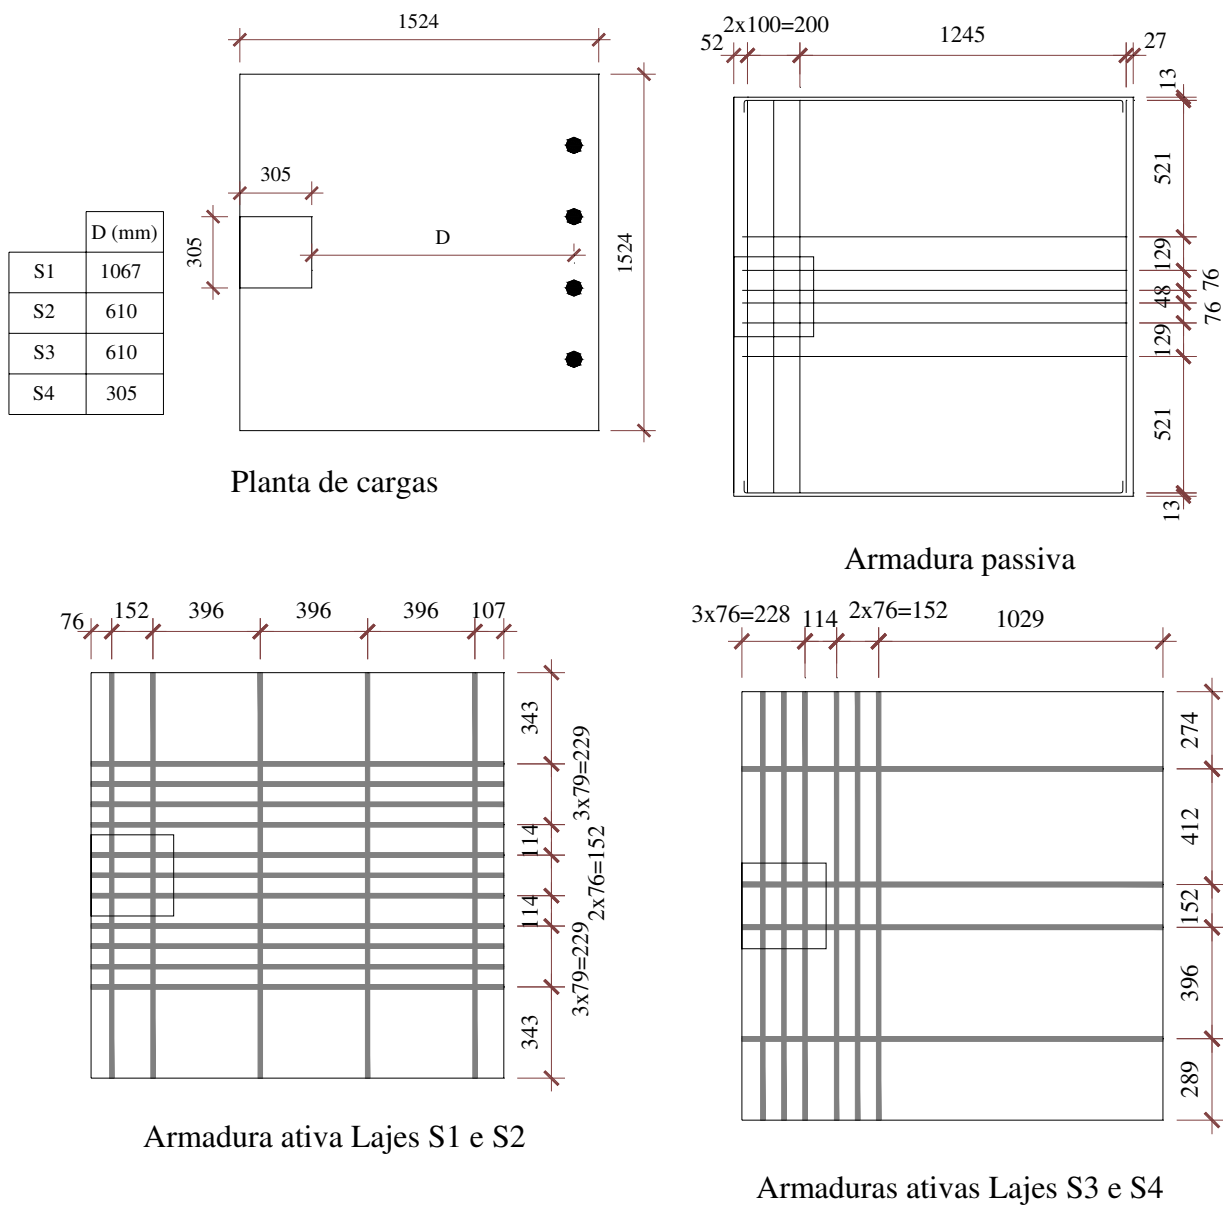 1524
305
305
D
1524
D (mm)
S1 1067
S2 610
S3 610
S4 305
Planta de cargas
2x100=200
52
1245
27
13
521
129
76
48
76
129
521
13
Armadura passiva
76
152
396
396
396
107
343
3x79=229
114
2x76=152
114
3x79=229
343
Armadura ativa Lajes S1 e S2
3x76=228
114
2x76=152
1029
274
412
152
396
289
Armaduras ativas Lajes S3 e S4